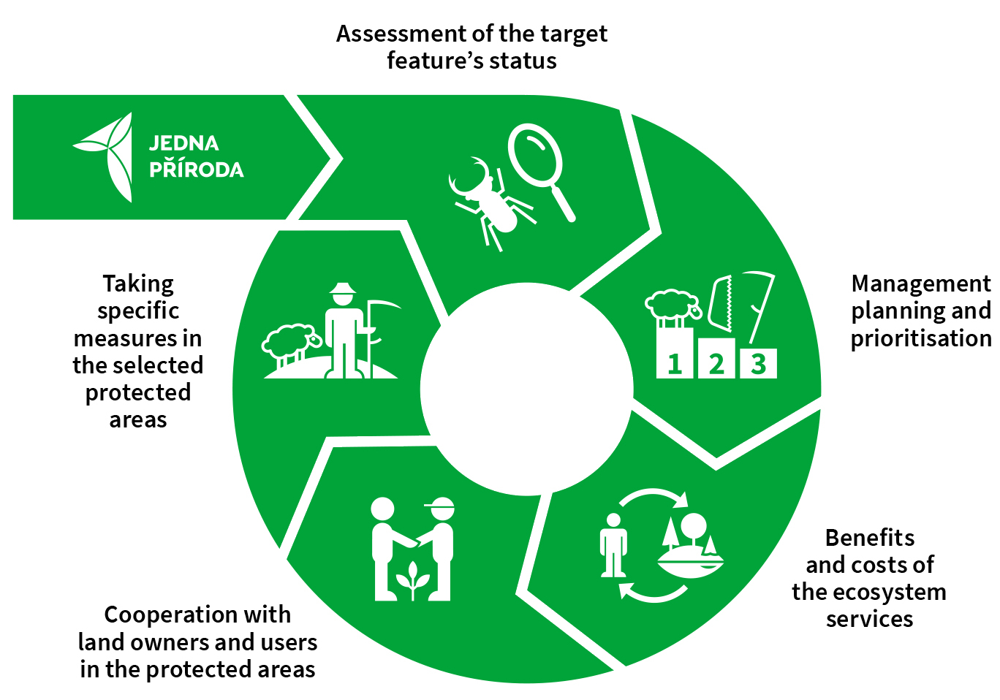 Assessment of the target
feature’s status
JEDNA
PŘÍRODA
Management
planning and
prioritisation
1 2 3
Benefits
and costs of
the ecosystem
services
Cooperation with
land owners and users
in the protected areas
Taking
specific
measures in
the selected
protected
areas